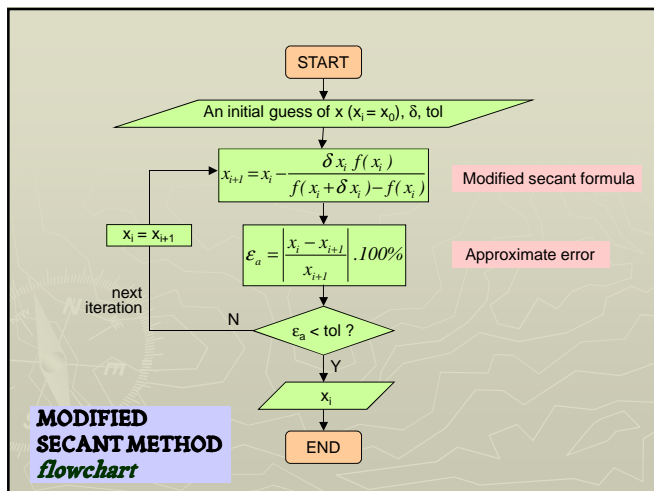 START
An initial guess of x (xᵢ = x₀), δ, tol
xᵢ₊₁ = xᵢ − δ xᵢ f( xᵢ ) / f( xᵢ + δ xᵢ ) − f( xᵢ )
Modified secant formula
xᵢ = xᵢ₊₁
εₐ = | xᵢ − xᵢ₊₁ / xᵢ₊₁ | .100%
Approximate error
next
iteration
N
εₐ < tol ?
Y
xᵢ
END
MODIFIED
SECANT METHOD
flowchart